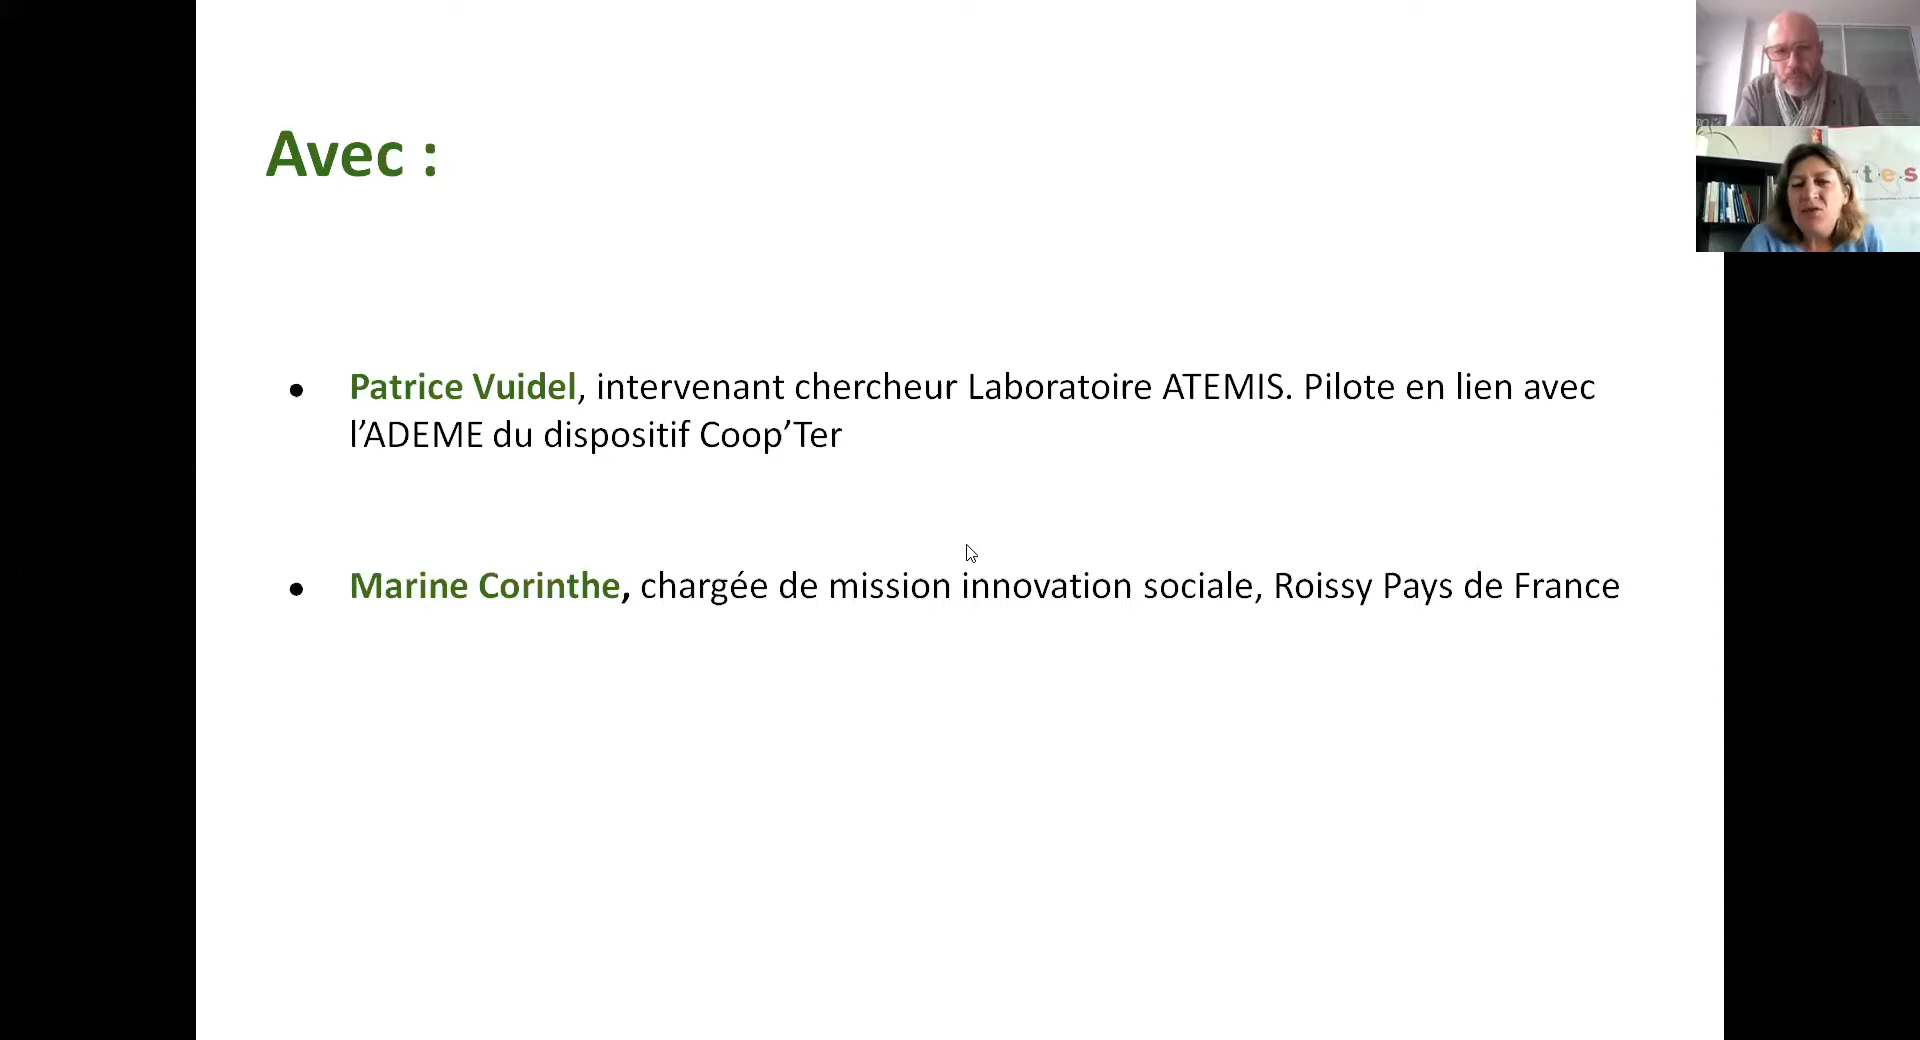 Avec :
• Patrice Vuidel, intervenant chercheur Laboratoire ATEMIS. Pilote en lien avec
l’ADEME du dispositif Coop’Ter
• Marine Corinthe, chargée de mission innovation sociale, Roissy Pays de France
t e s